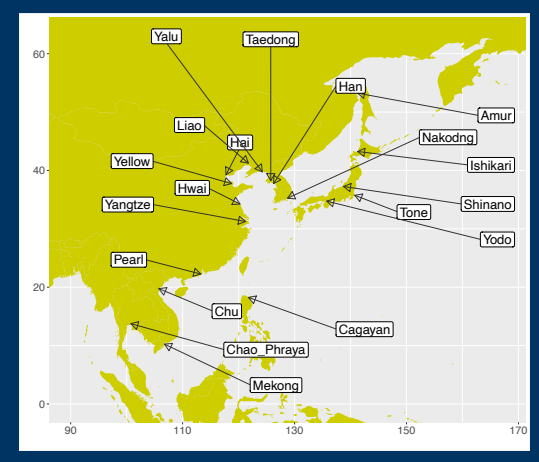 Yalu
Taedong
60
Han
Amur
Liao
Nakodng
Hai
Yellow
Ishikari
40
Hwai
Yangtze
Shinano
Tone
Yodo
Pearl
20
Chu
Cagayan
Chao_Phraya
Mekong
0
90
110
130
150
170